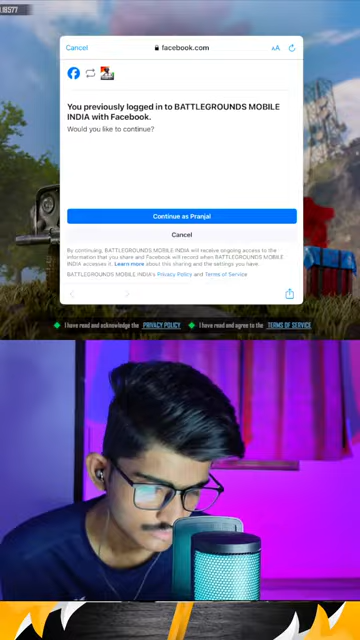 .18577
Cancel
facebook.com
AA
You previously logged in to BATTLEGROUNDS MOBILE
INDIA with Facebook.
Would you like to continue?
Continue as Pranjal
Cancel
By continuing, BATTLEGROUNDS MOBILE INDIA will receive ongoing access to the
information that you share and Facebook will record when BATTLEGROUNDS MOBILE
INDIA accesses it. Learn more about this sharing and the settings you have.
BATTLEGROUNDS MOBILE INDIA's Privacy Policy and Terms of Service
I have read and acknowledge the PRIVACY POLICY
I have read and agree to the TERMS OF SERVICE